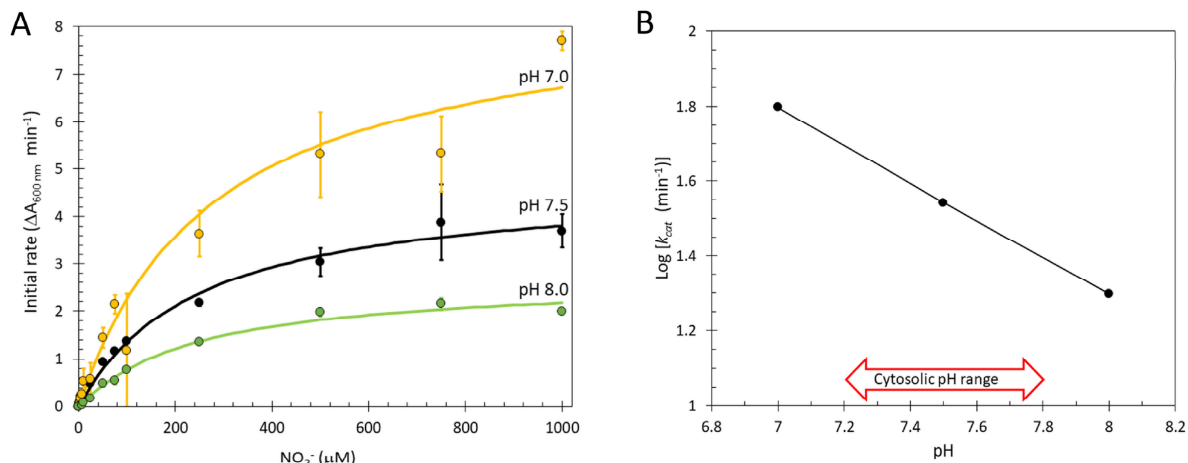 A
Initial rate (ΔA600 nm min-1)
8
7
6
5
4
3
2
1
0
pH 7.0
pH 7.5
pH 8.0
0
200
400
600
800
1000
(μM)
B
Log [kcat (min-1)]
2
1.8
1.6
1.4
1.2
1
Cytosolic pH range
6.8
7
7.2
7.4
7.6
7.8
8
8.2
pH